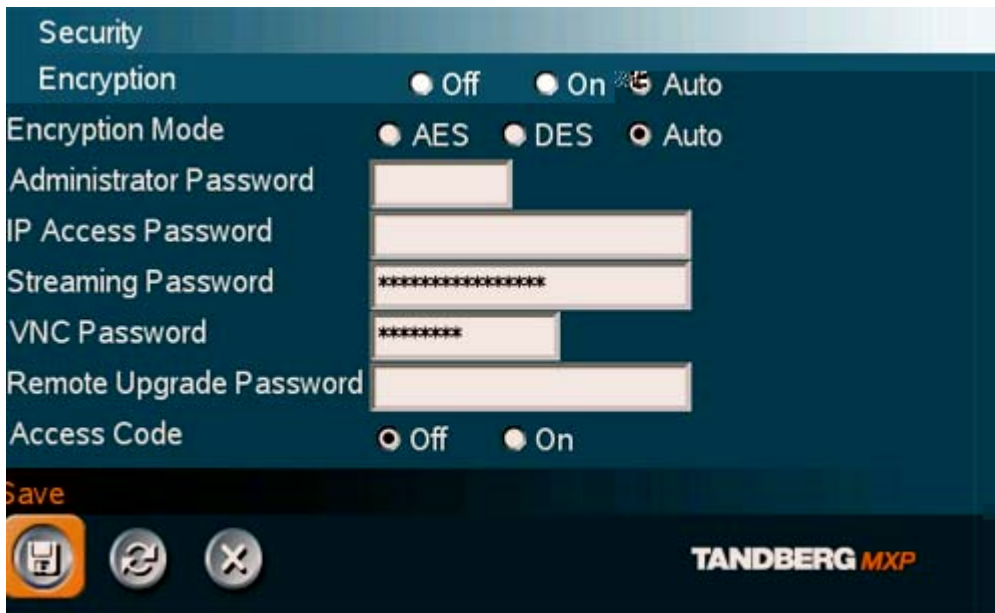 Security
Encryption Off On Auto
Encryption Mode AES DES Auto
Administrator Password
IP Access Password
Streaming Password ****************
VNC Password ********
Remote Upgrade Password
Access Code Off On
Save
TANDBERG MXP